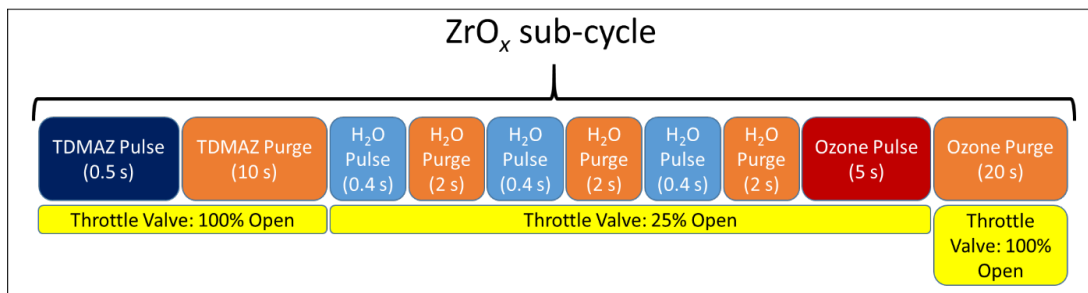 ZrOₓ sub-cycle
TDMAZ Pulse
(0.5 s)
TDMAZ Purge
(10 s)
H₂O
Pulse
(0.4 s)
H₂O
Purge
(2 s)
H₂O
Pulse
(0.4 s)
H₂O
Purge
(2 s)
H₂O
Pulse
(0.4 s)
H₂O
Purge
(2 s)
Ozone Pulse
(5 s)
Ozone Purge
(20 s)
Throttle Valve: 100% Open
Throttle Valve: 25% Open
Throttle
Valve: 100%
Open